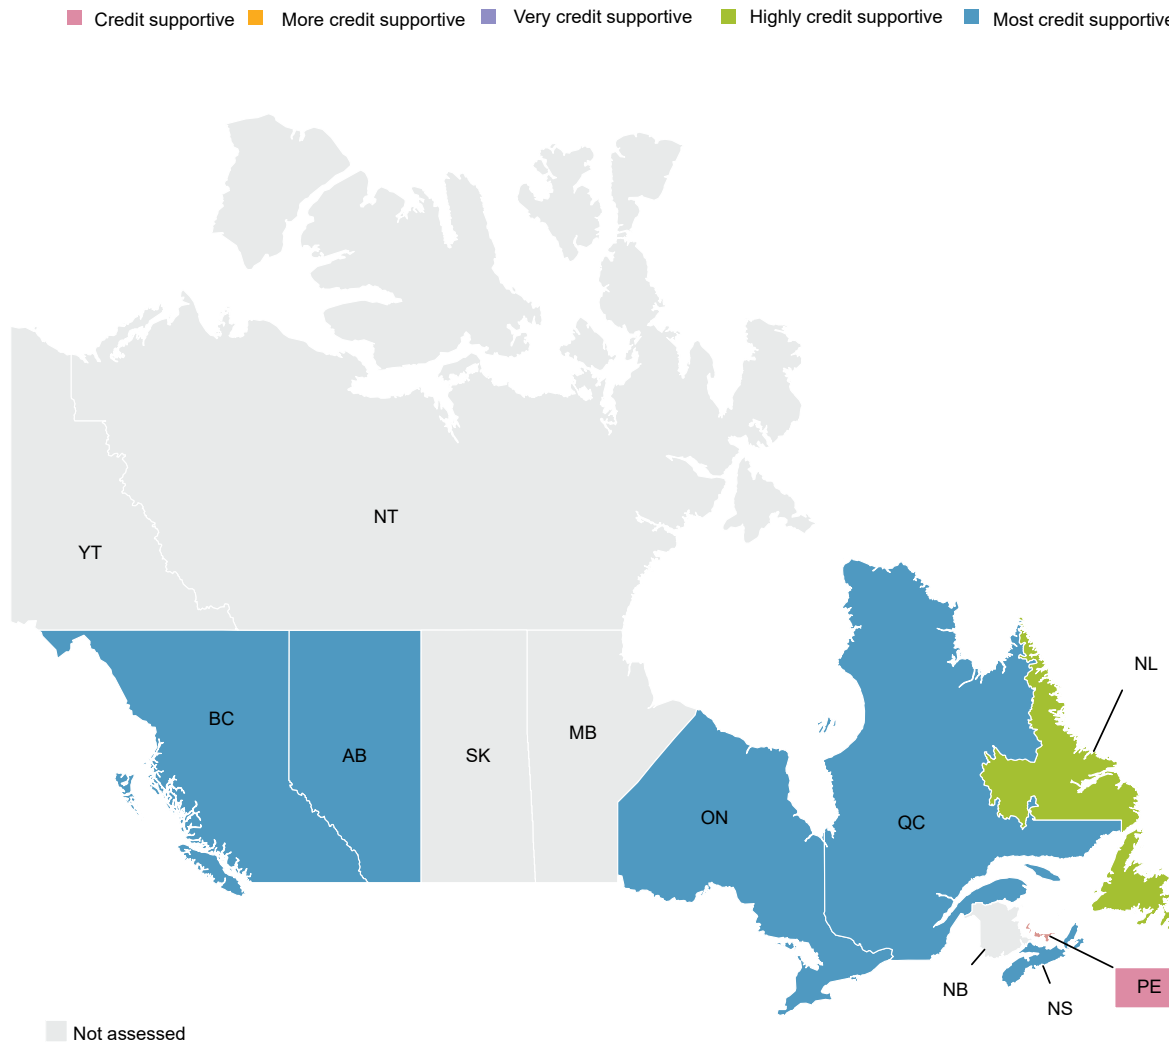 Credit supportive
More credit supportive
Very credit supportive
Highly credit supportive
Most credit supportive
NT
YT
NL
BC
MB
AB
SK
ON
QC
PE
NB
NS
Not assessed